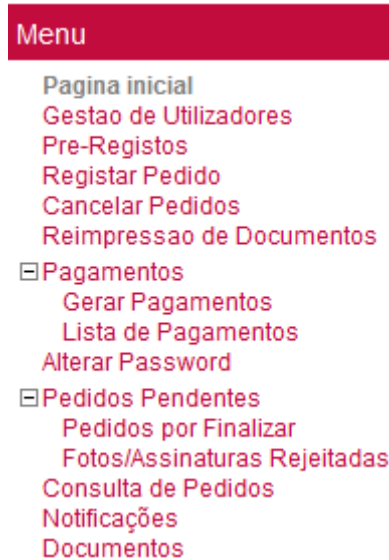 Menu
Pagina inicial
Gestao de Utilizadores
Pre-Registos
Registar Pedido
Cancelar Pedidos
Reimpressao de Documentos
Pagamentos
Gerar Pagamentos
Lista de Pagamentos
Alterar Password
Pedidos Pendentes
Pedidos por Finalizar
Fotos/Assinaturas Rejeitadas
Consulta de Pedidos
Notificações
Documentos